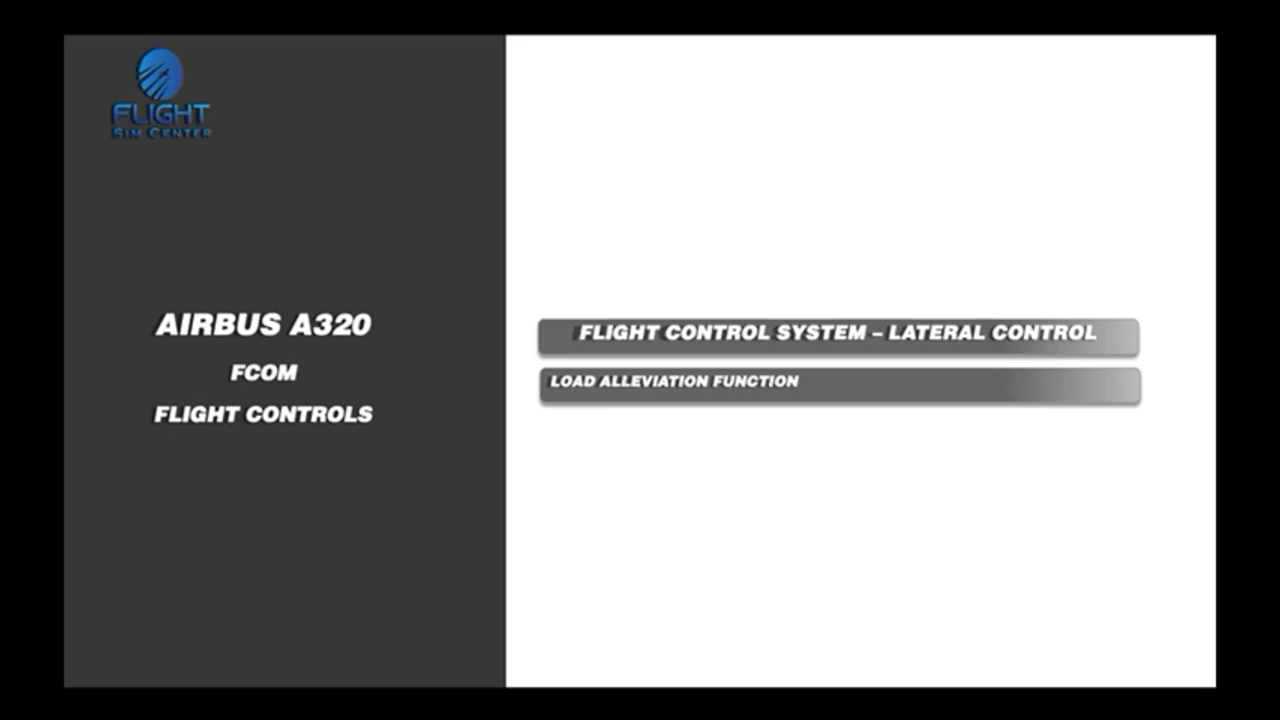 FLIGHT
SIM CENTER
AIRBUS A320
FCOM
FLIGHT CONTROLS
FLIGHT CONTROL SYSTEM – LATERAL CONTROL
LOAD ALLEVIATION FUNCTION